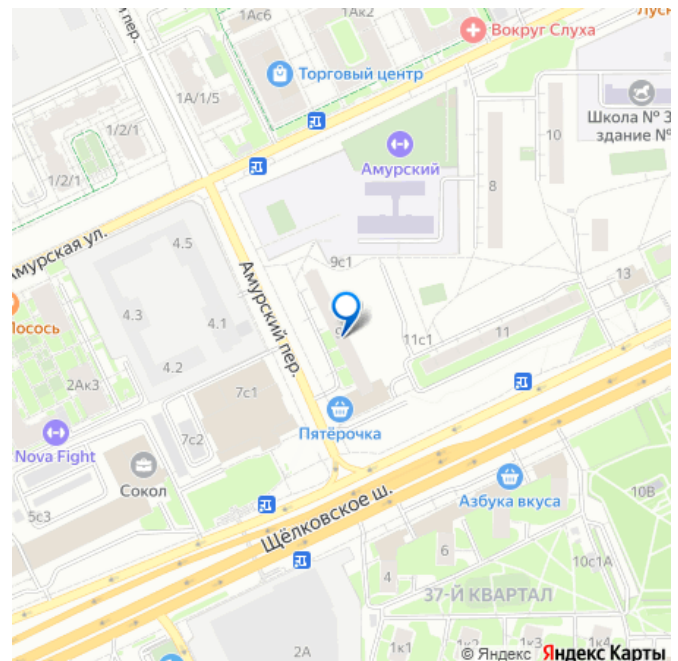 1Ас6
1Ак2
Вокруг Слуха
пер.
Торговый центр
1А/1/5
Школа № 3
здание №
1/2/1
10
Амурский
1/2/1
8
Амурская ул.
4.5
9с1
Амурский пер.
13
4.3
4.1
Лосось
11с1
11
4.2
2Ак3
7с1
Пятёрочка
7с2
Nova Fight
Сокол
Щёлковское ш.
Азбука вкуса
10В
5с3
6
10с1А
4
37-Й КВАРТАЛ
2А
1к1
1к2
1к3
1к4
© Яндекс Яндекс Карты